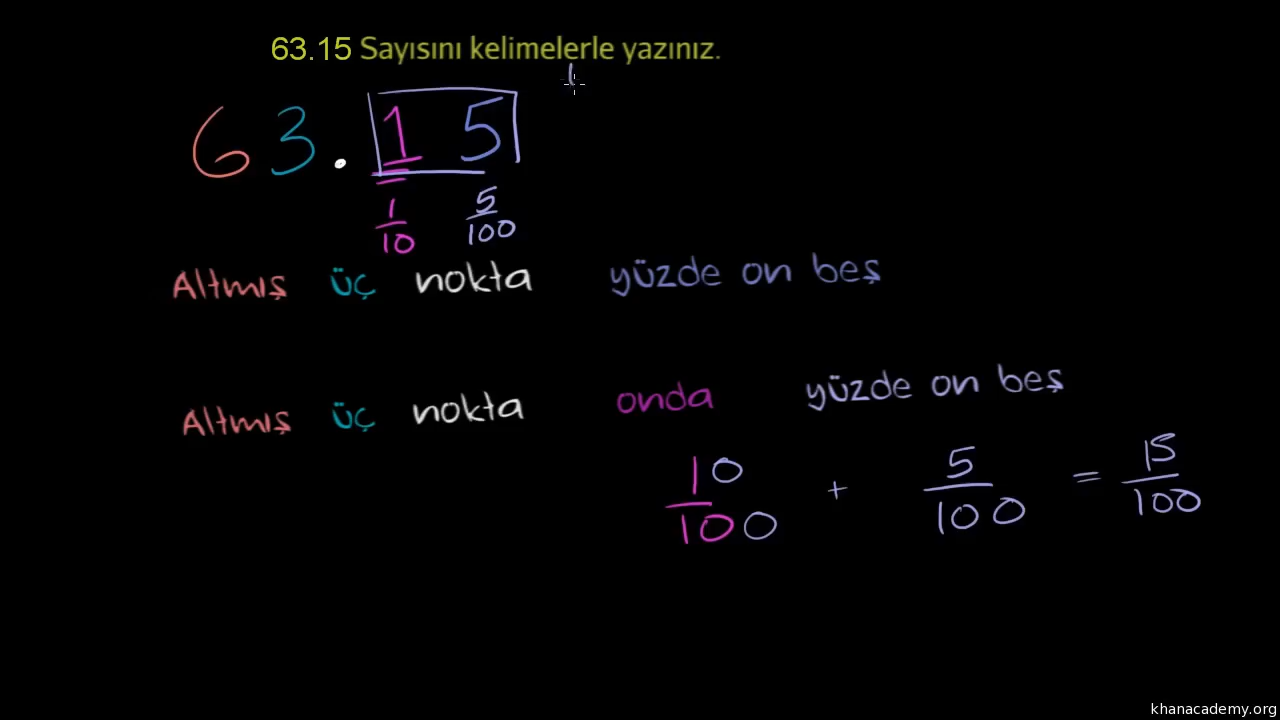 63.15 Sayısını kelimelerle yazınız.
63.15
1/10 5/100
Altmış üç nokta yüzde on beş
Altmış üç nokta onda yüzde on beş
10/100 + 5/100 = 15/100
khanacademy.org